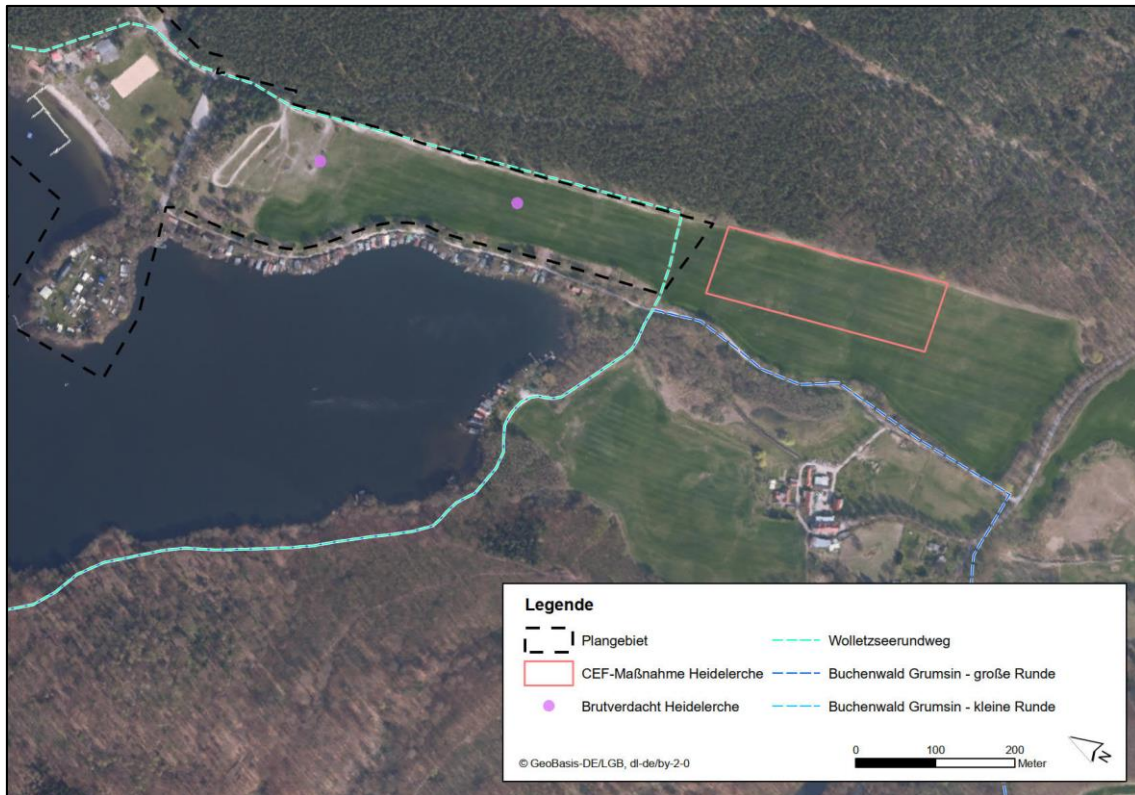 Legende
Plangebiet
CEF-Maßnahme Heidelerche
Brutverdacht Heidelerche
Wolletzseerundweg
Buchenwald Grumsin - große Runde
Buchenwald Grumsin - kleine Runde
© GeoBasis-DE/LGB, dl-de/by-2-0
0 100 200
Meter
N